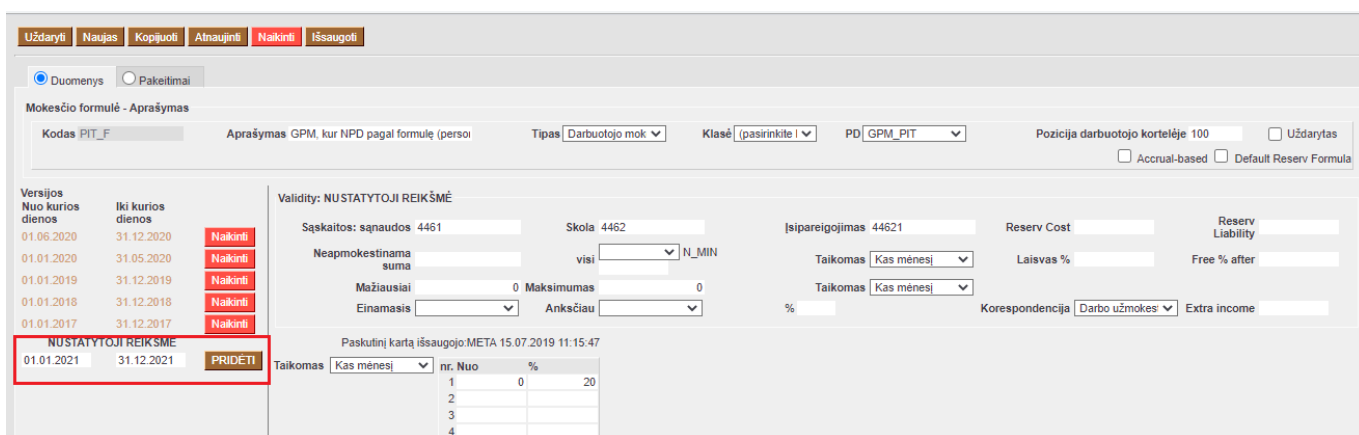 Uždaryti Naujas Kopijuoti Atnaujinti Naikinti Išsaugoti
Duomenys Pakeitimai
Mokesčio formulė - Aprašymas
Kodas PIT_F Aprašymas GPM, kur NPD pagal formulę (persor Tipas Darbuotojo mok Klasė (pasirinkite PD GPM_PIT Pozicija darbuotojo kortelėje 100 Uždarytas
Accrual-based Default Reserv Formula
Versijos
Nuo kurios dienos Iki kurios dienos
01.06.2020 31.12.2020 Naikinti
01.01.2020 31.05.2020 Naikinti
01.01.2019 31.12.2019 Naikinti
01.01.2018 31.12.2018 Naikinti
01.01.2017 31.12.2017 Naikinti
NUSTATYTOJI REIKŠMĖ
01.01.2021 31.12.2021 PRIDĖTI
Validity: NUSTATYTOJI REIKŠMĖ
Sąskaitos: sąnaudos 4461 Skola 4462 Įsipareigojimas 44621 Reserv Cost Reserv Liability
Neapmokestinama suma visi N_MIN Taikomas Kas mėnesį Laisvas % Free % after
Mažiausiai 0 Maksimumas 0 Taikomas Kas mėnesį
Einamasis Anksčiau % Korespondencija Darbo užmokes Extra income
Paskutinį kartą išsaugojo:META 15.07.2019 11:15:47
Taikomas Kas mėnesį nr. Nuo %
1 0 20
2
3
4